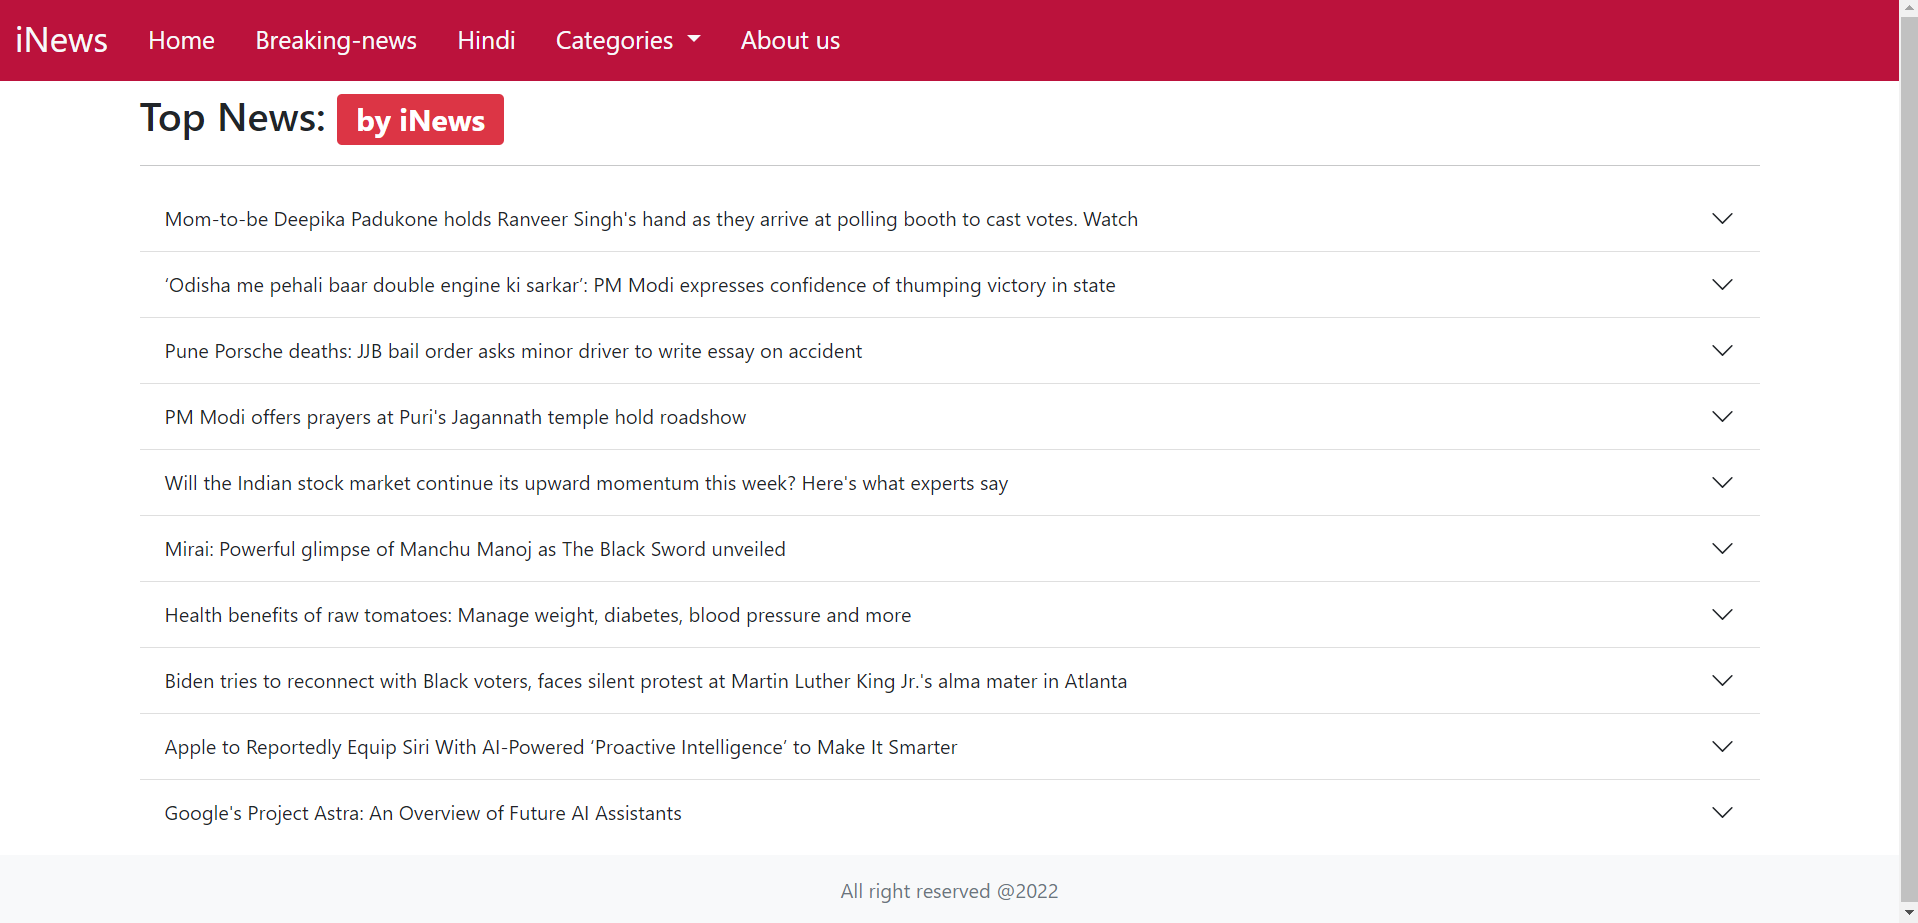 iNews Home Breaking-news Hindi Categories About us
Top News: by iNews
Mom-to-be Deepika Padukone holds Ranveer Singh's hand as they arrive at polling booth to cast votes. Watch
‘Odisha me pehali baar double engine ki sarkar’: PM Modi expresses confidence of thumping victory in state
Pune Porsche deaths: JJB bail order asks minor driver to write essay on accident
PM Modi offers prayers at Puri's Jagannath temple hold roadshow
Will the Indian stock market continue its upward momentum this week? Here's what experts say
Mirai: Powerful glimpse of Manchu Manoj as The Black Sword unveiled
Health benefits of raw tomatoes: Manage weight, diabetes, blood pressure and more
Biden tries to reconnect with Black voters, faces silent protest at Martin Luther King Jr.'s alma mater in Atlanta
Apple to Reportedly Equip Siri With AI-Powered ‘Proactive Intelligence’ to Make It Smarter
Google's Project Astra: An Overview of Future AI Assistants
All right reserved @2022